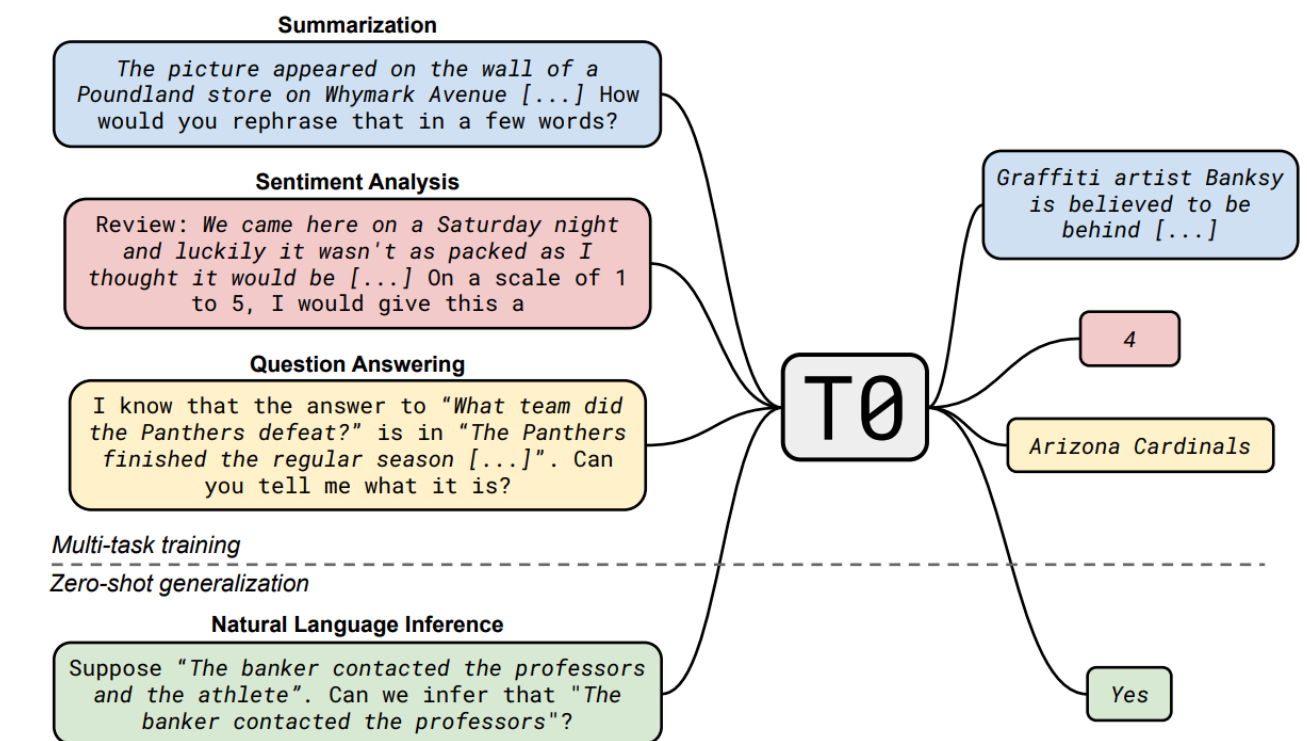 Summarization
The picture appeared on the wall of a
Poundland store on Whymark Avenue [...] How
would you rephrase that in a few words?
Sentiment Analysis
Review: We came here on a Saturday night
and luckily it wasn't as packed as I
thought it would be [...] On a scale of 1
to 5, I would give this a
Question Answering
I know that the answer to “What team did
the Panthers defeat?” is in “The Panthers
finished the regular season [...]”. Can
you tell me what it is?
Multi-task training
Zero-shot generalization
Natural Language Inference
Suppose “The banker contacted the professors
and the athlete”. Can we infer that "The
banker contacted the professors"?
T0
Graffiti artist Banksy
is believed to be
behind [...]
4
Arizona Cardinals
Yes